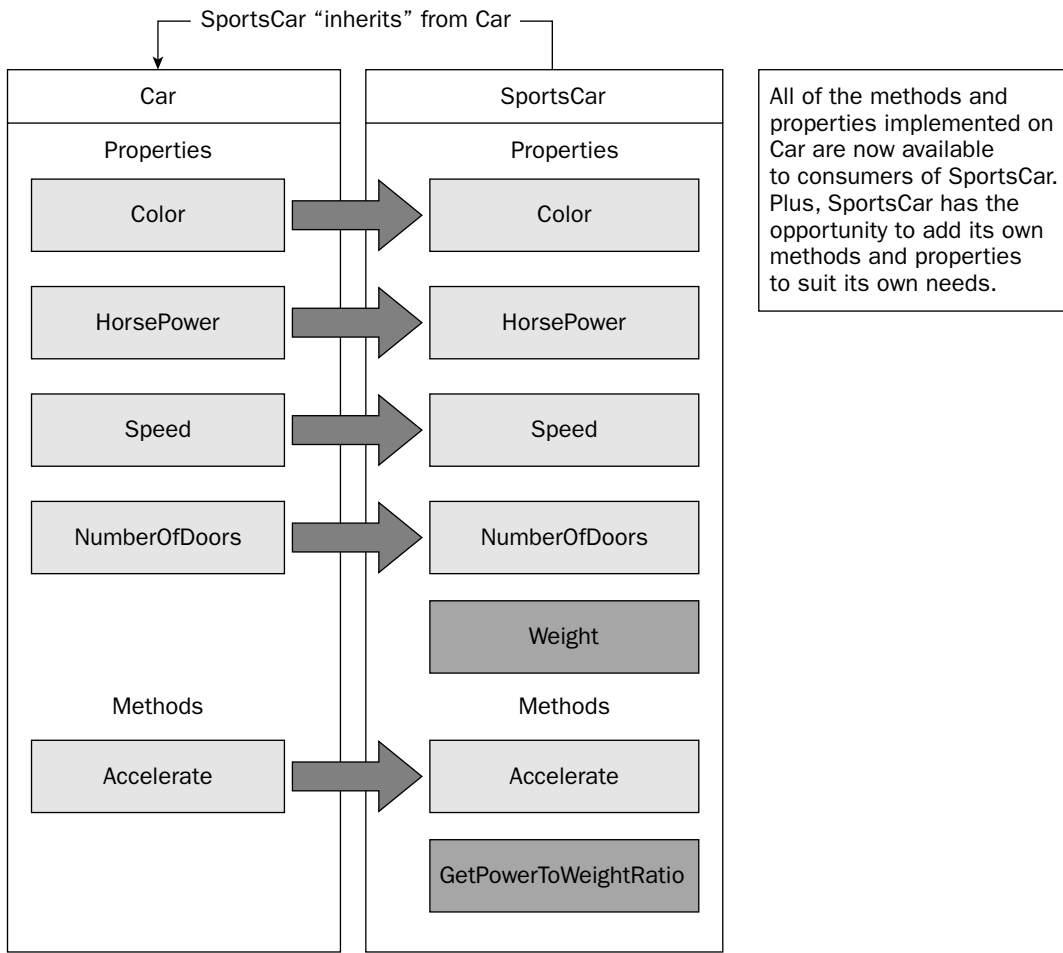 SportsCar “inherits” from Car
Car
Properties
Color
HorsePower
Speed
NumberOfDoors
Methods
Accelerate
SportsCar
Properties
Color
HorsePower
Speed
NumberOfDoors
Weight
Methods
Accelerate
GetPowerToWeightRatio
All of the methods and
properties implemented on
Car are now available
to consumers of SportsCar.
Plus, SportsCar has the
opportunity to add its own
methods and properties
to suit its own needs.